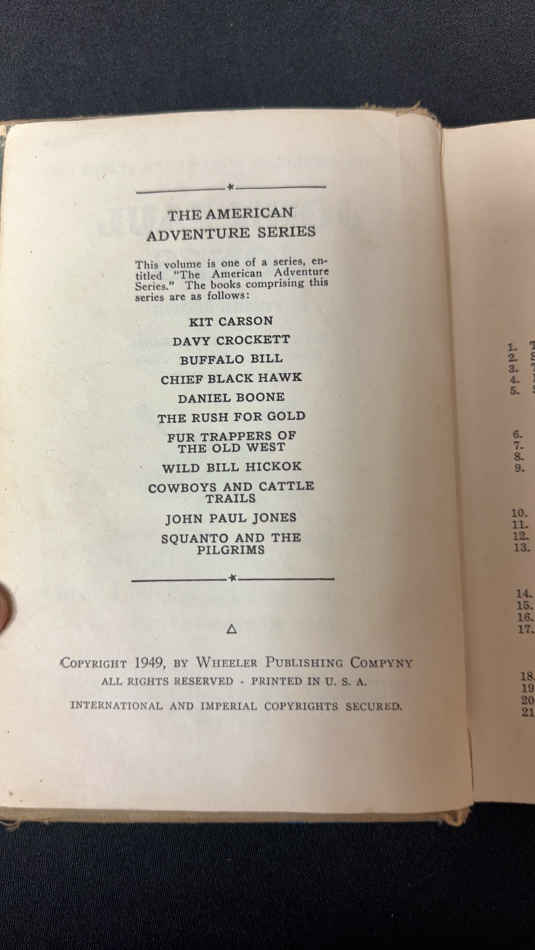 THE AMERICAN
ADVENTURE SERIES
This volume is one of a series, en-
titled "The American Adventure
Series." The books comprising this
series are as follows:
KIT CARSON
DAVY CROCKETT
BUFFALO BILL
CHIEF BLACK HAWK
DANIEL BOONE
THE RUSH FOR GOLD
FUR TRAPPERS OF
THE OLD WEST
WILD BILL HICKOK
COWBOYS AND CATTLE
TRAILS
JOHN PAUL JONES
SQUANTO AND THE
PILGRIMS
COPYRIGHT 1949, BY WHEELER PUBLISHING COMPYNY
ALL RIGHTS RESERVED - PRINTED IN U. S. A.
INTERNATIONAL AND IMPERIAL COPYRIGHTS SECURED.
1.
2.
3.
4.
5.
6.
7.
8.
9.
10.
11.
12.
13.
14.
15.
16.
17.
18.
19
20
21